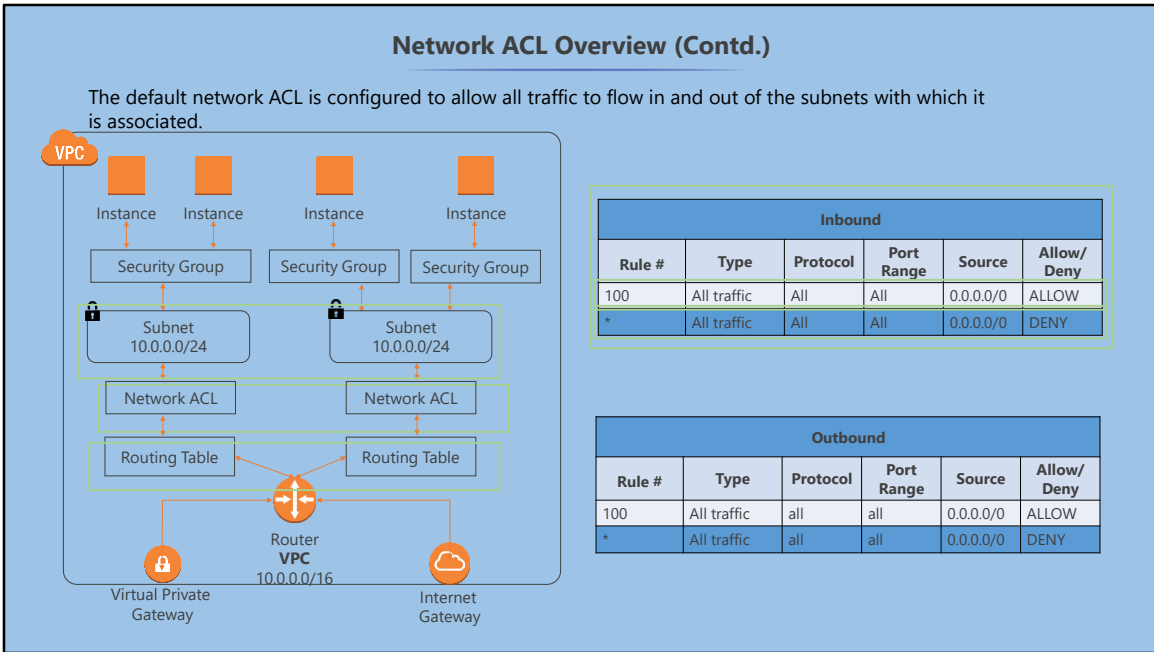 Network ACL Overview (Contd.)
The default network ACL is configured to allow all traffic to flow in and out of the subnets with which it
is associated.
VPC
Instance Instance Instance Instance
Security Group Security Group Security Group
Subnet
10.0.0.0/24
Subnet
10.0.0.0/24
Network ACL Network ACL
Routing Table Routing Table
Router
VPC
10.0.0.0/16
Virtual Private
Gateway
Internet
Gateway
Inbound
Rule # Type Protocol Port Range Source Allow/ Deny
100 All traffic All All 0.0.0.0/0 ALLOW
* All traffic All All 0.0.0.0/0 DENY
Outbound
Rule # Type Protocol Port Range Source Allow/ Deny
100 All traffic all all 0.0.0.0/0 ALLOW
* All traffic all all 0.0.0.0/0 DENY